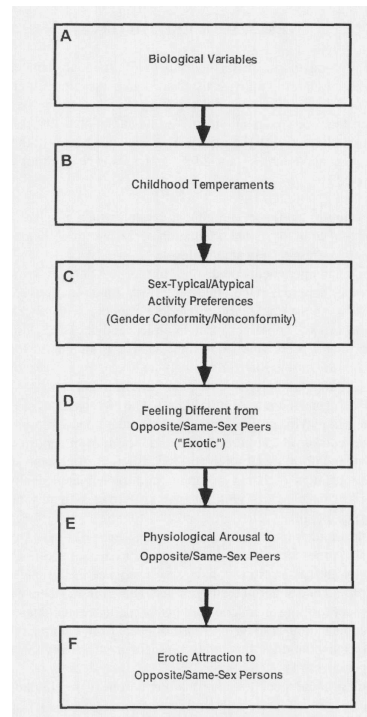 A
Biological Variables
B
Childhood Temperaments
C
Sex-Typical/Atypical
Activity Preferences
(Gender Conformity/Nonconformity)
D
Feeling Different from
Opposite/Same-Sex Peers
("Exotic")
E
Physiological Arousal to
Opposite/Same-Sex Peers
F
Erotic Attraction to
Opposite/Same-Sex Persons